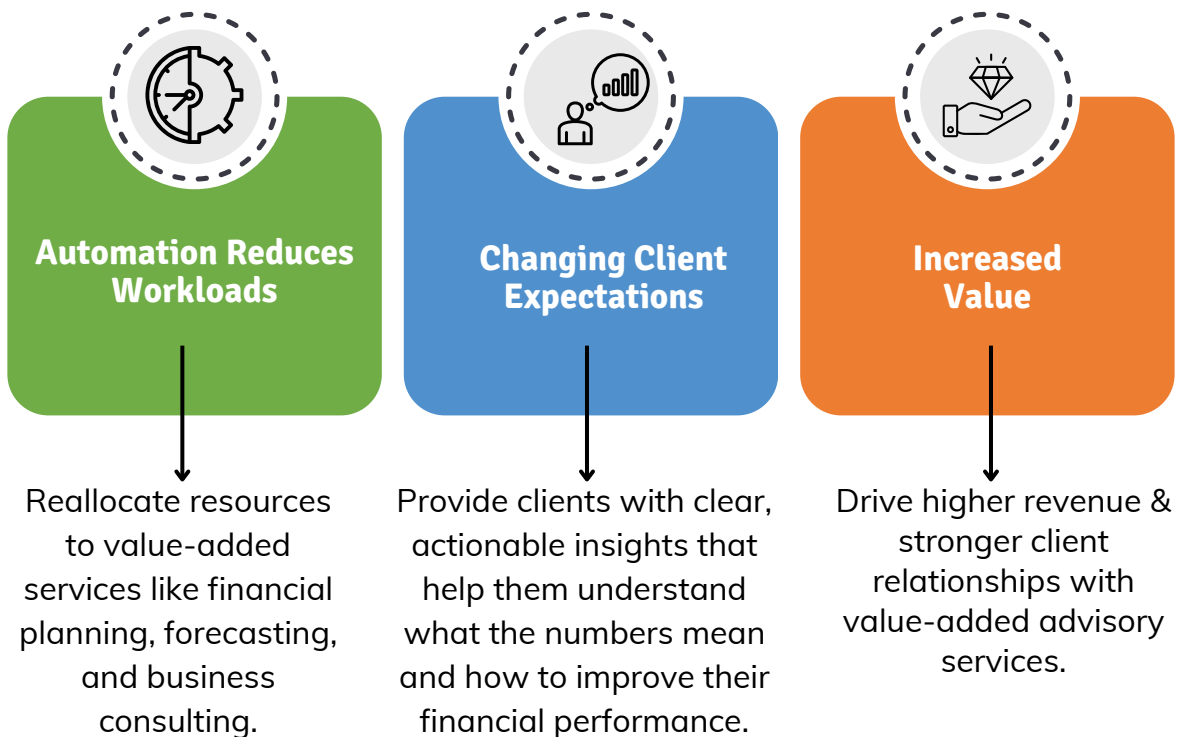 Automation Reduces
Workloads
Changing Client
Expectations
Increased
Value
Reallocate resources
to value-added
services like financial
planning, forecasting,
and business
consulting.
Provide clients with clear,
actionable insights that
help them understand
what the numbers mean
and how to improve their
financial performance.
Drive higher revenue &
stronger client
relationships with
value-added advisory
services.